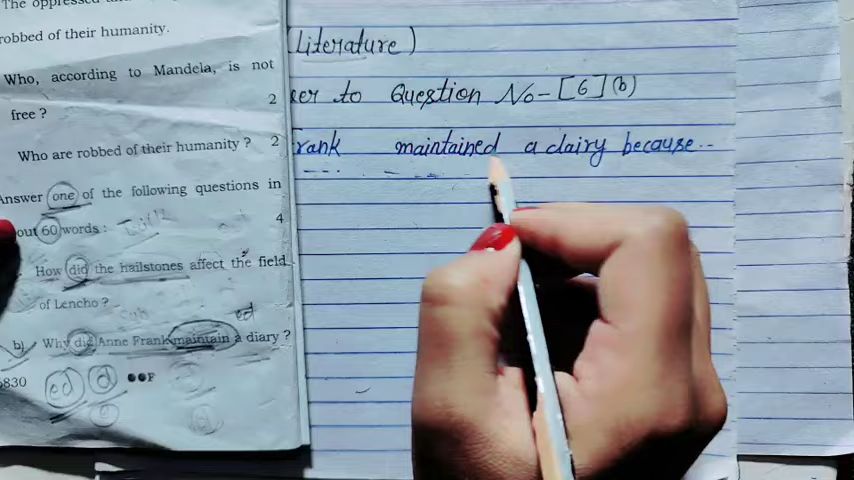 The oppressed
robbed of their humanity.
Who, according to Mandela, is not
free ? 2
Who are robbed of their humanity ? 2
Answer one of the following questions in
out 60 words : 4
How did the hailstones affect the field
of Lencho ?
ed
b) Why did Anne Frank maintain a diary ?
830 ed d F
(Literature)
er to Question No - [6] (b)
rank maintained a dairy because ..